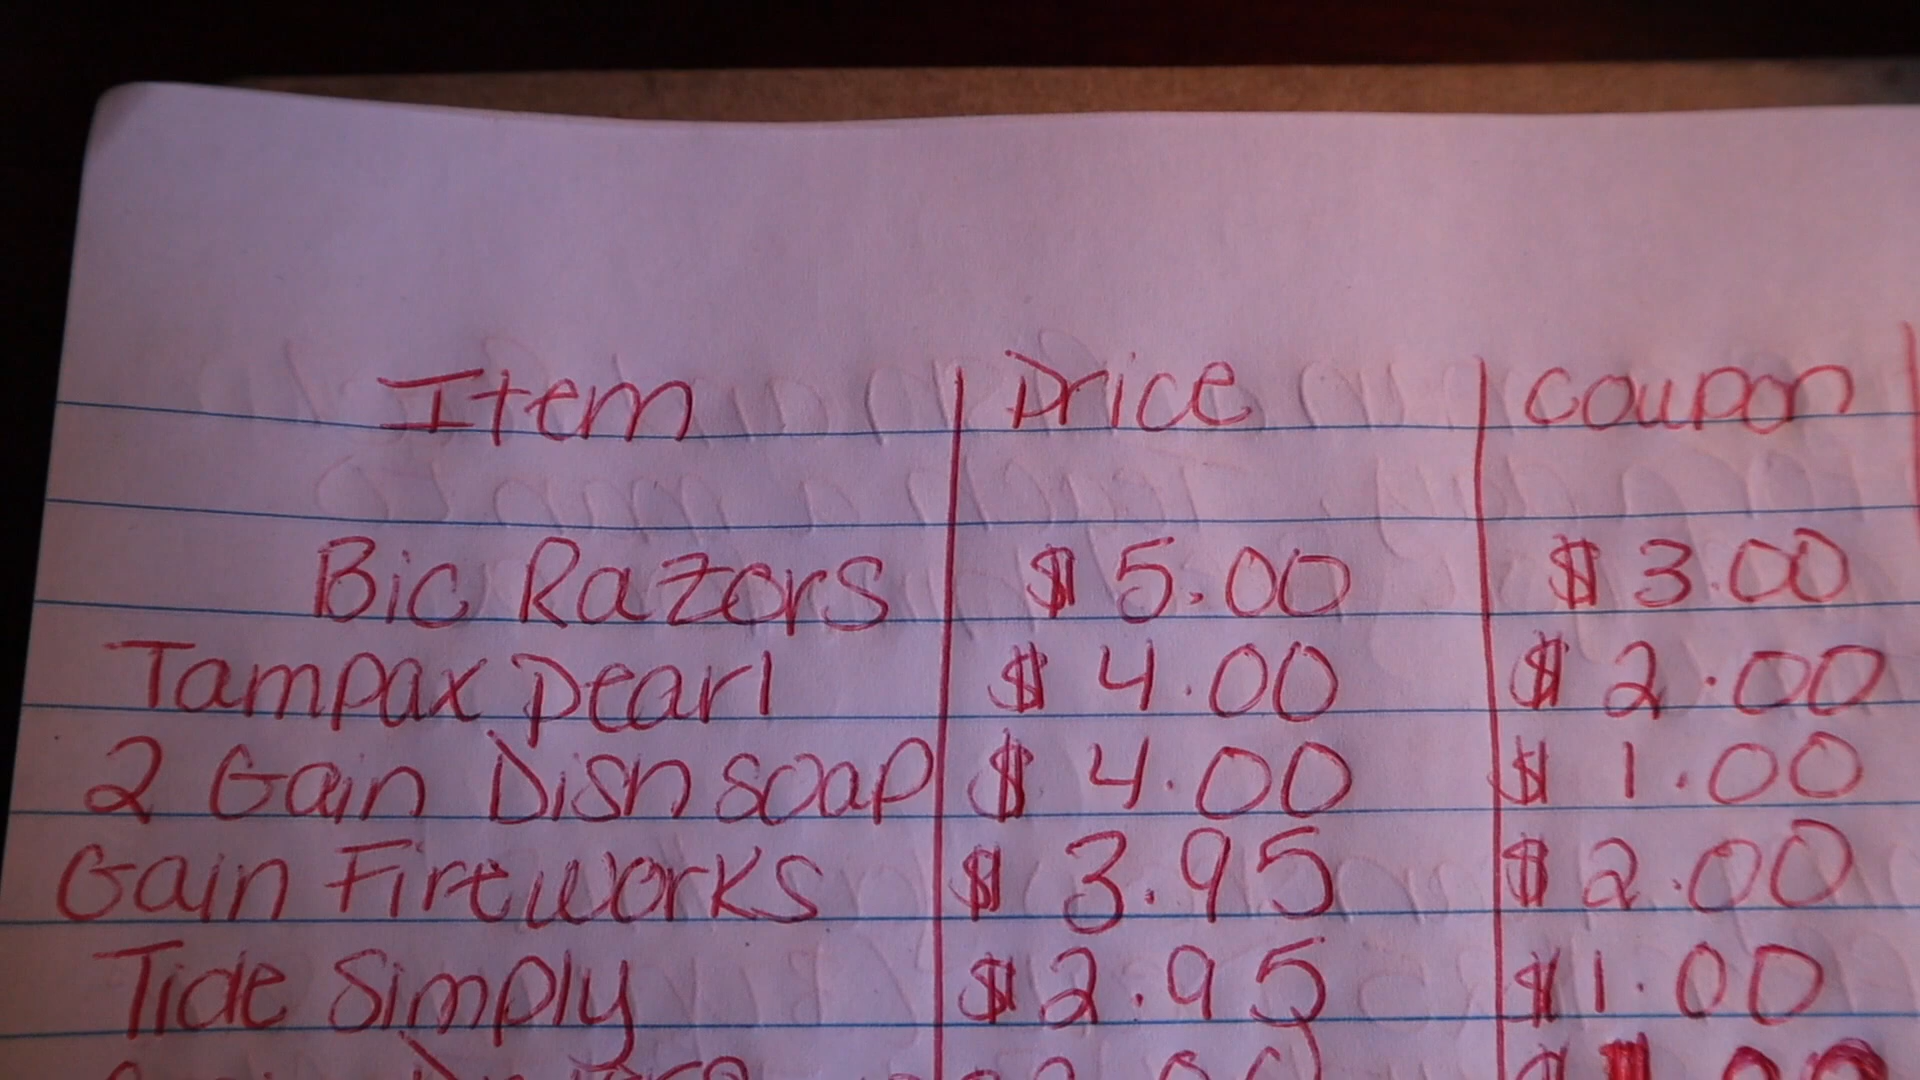 Item Price Coupon
Bic Razors $5.00 $3.00
Tampax Pearl $4.00 $2.00
2 Gain Dish soap $4.00 $1.00
Gain Fireworks $3.95 $2.00
Tide Simply $2.95 $1.00